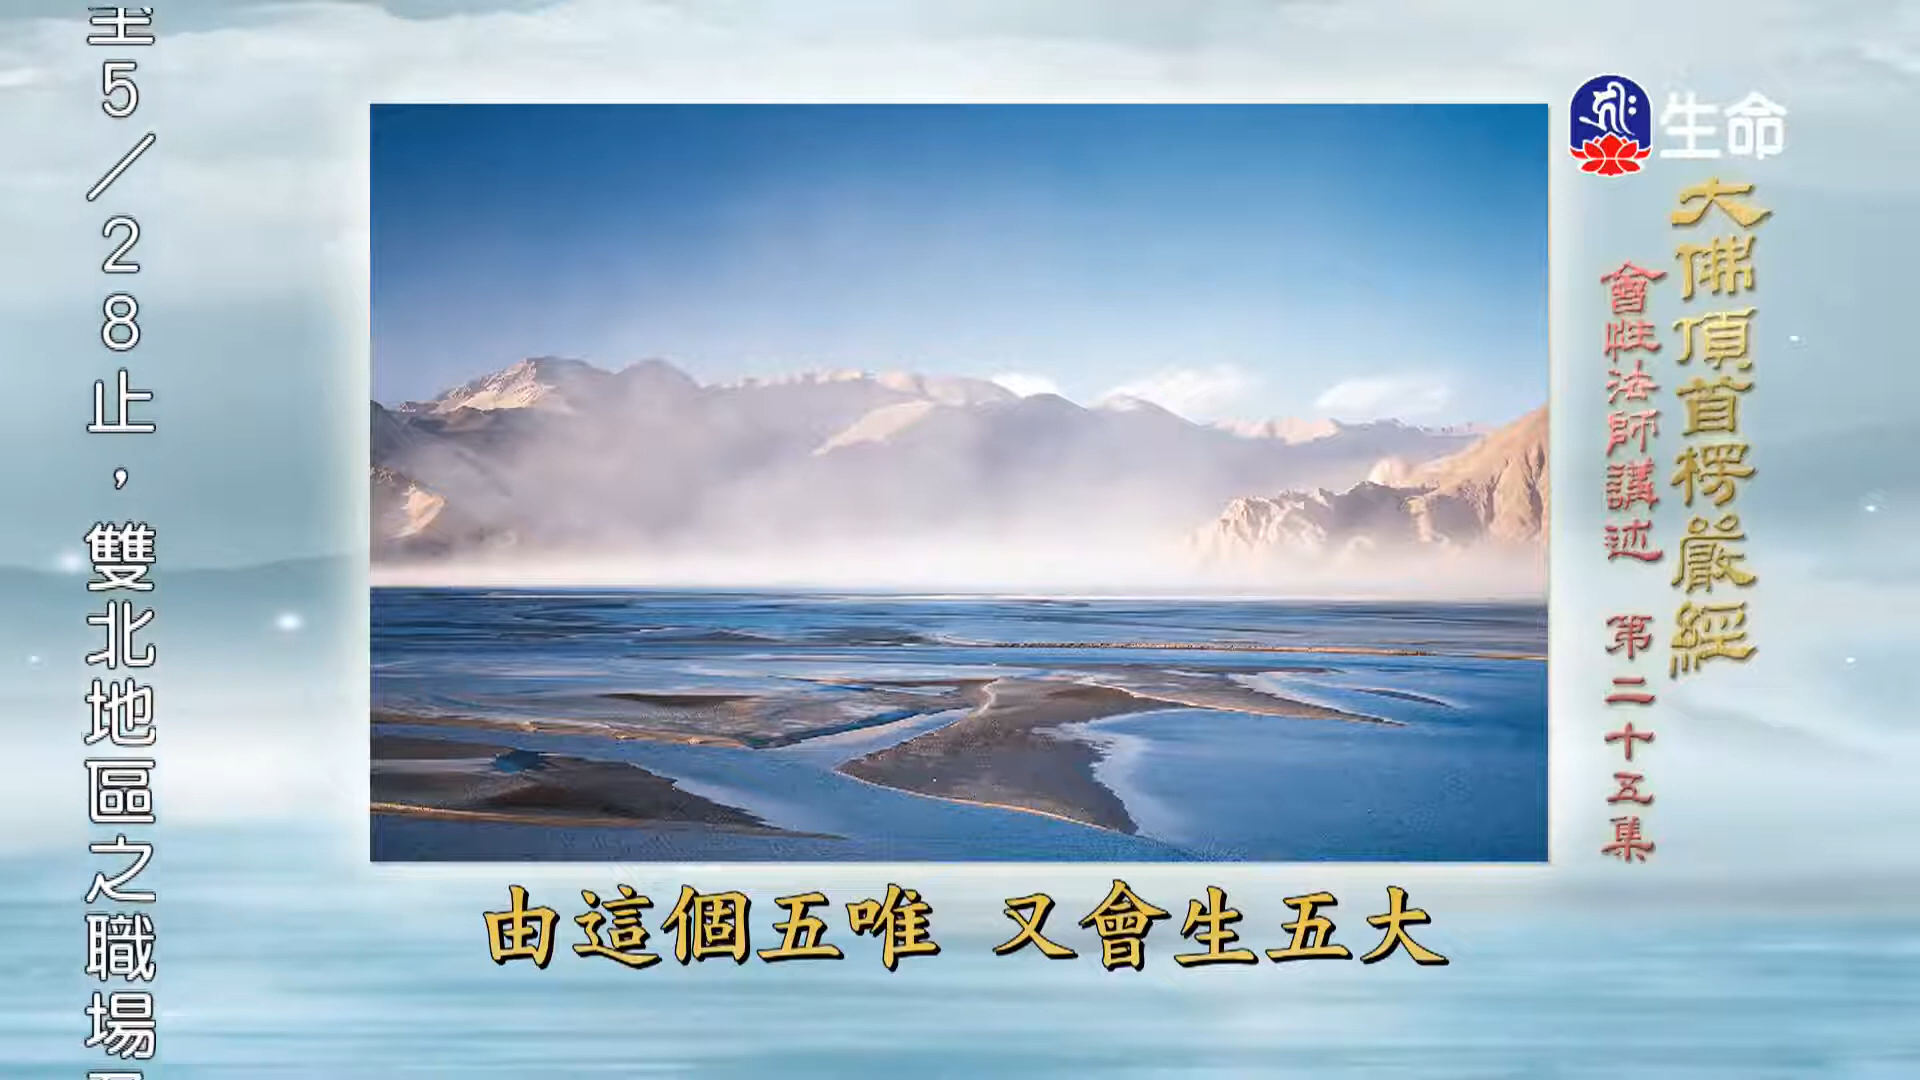 生命
大佛頂首楞嚴經
會性法師講述 第二十五集
至5/28止,雙北地區之職場
由這個五唯 又會生五大